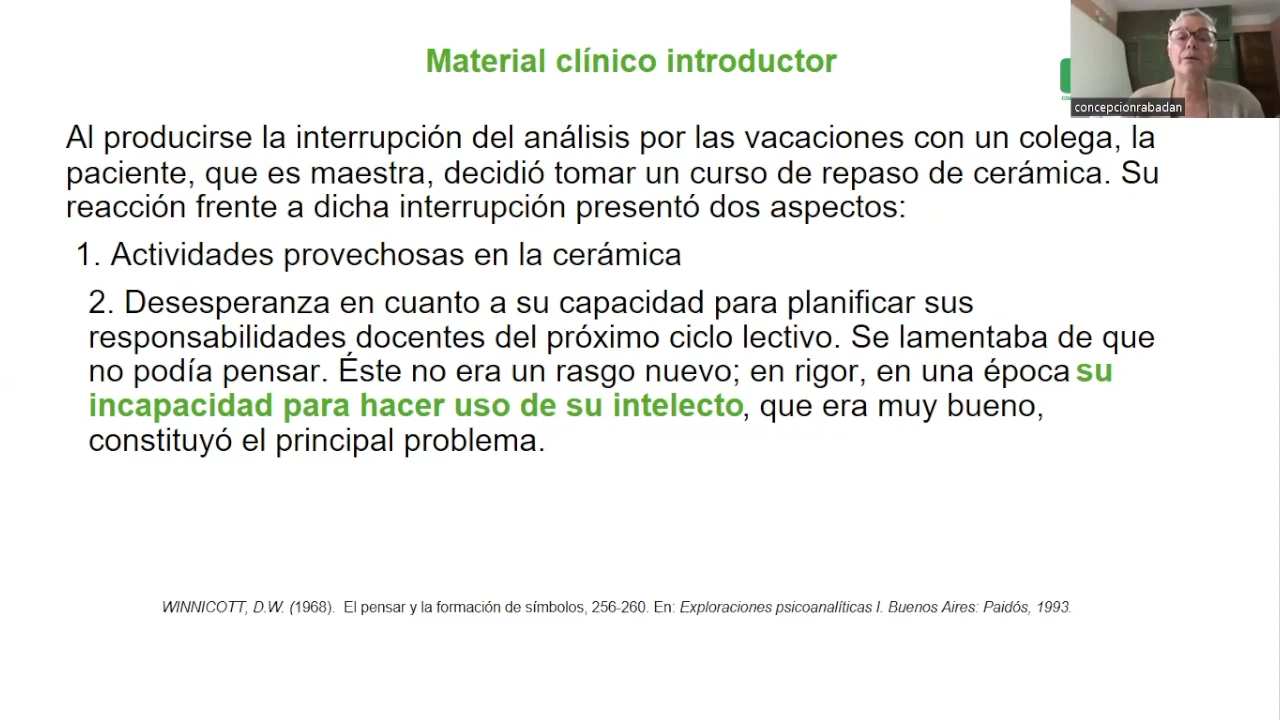 Material clínico introductor
concepcionrabadan
Al producirse la interrupción del análisis por las vacaciones con un colega, la
paciente, que es maestra, decidió tomar un curso de repaso de cerámica. Su
reacción frente a dicha interrupción presentó dos aspectos:
1. Actividades provechosas en la cerámica
2. Desesperanza en cuanto a su capacidad para planificar sus
responsabilidades docentes del próximo ciclo lectivo. Se lamentaba de que
no podía pensar. Éste no era un rasgo nuevo; en rigor, en una época su
incapacidad para hacer uso de su intelecto, que era muy bueno,
constituyó el principal problema.
WINNICOTT, D.W. (1968). El pensar y la formación de símbolos, 256-260. En: Exploraciones psicoanalíticas I. Buenos Aires: Paidós, 1993.